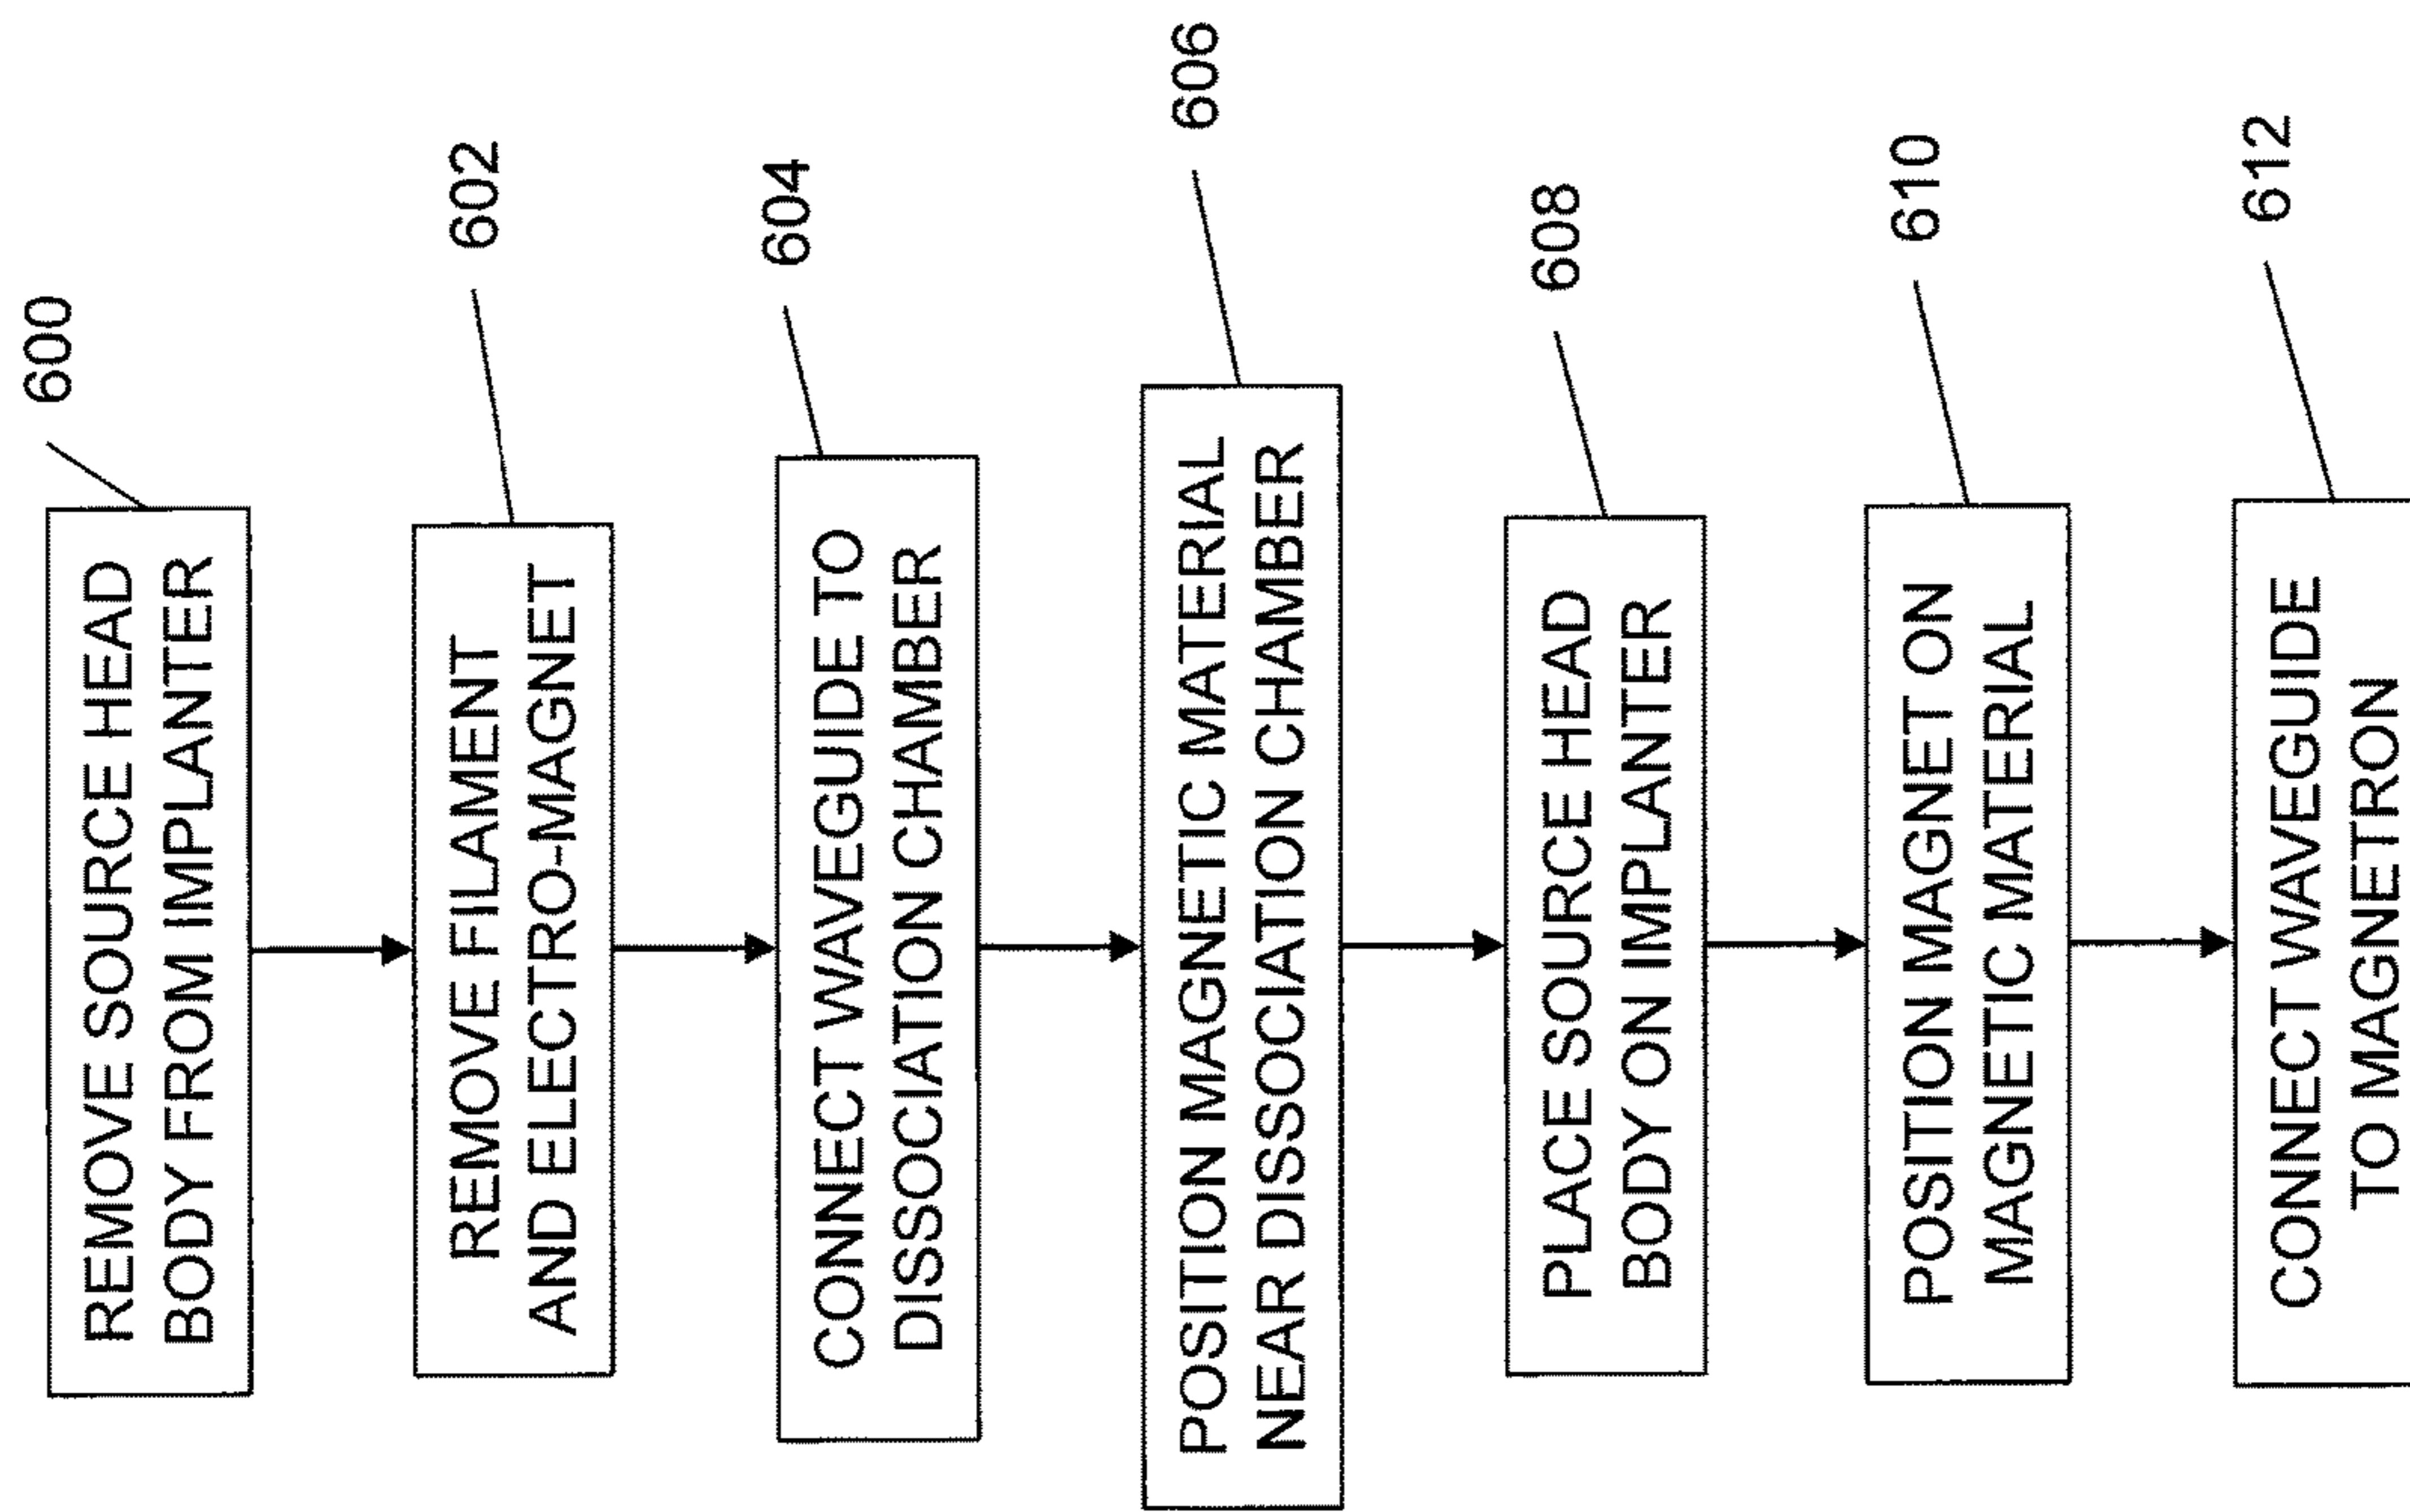 600
REMOVE SOURCE HEAD
BODY FROM IMPLANTER
602
REMOVE FILAMENT
AND ELECTRO-MAGNET
604
CONNECT WAVEGUIDE TO
DISSOCIATION CHAMBER
606
POSITION MAGNETIC MATERIAL
NEAR DISSOCIATION CHAMBER
608
PLACE SOURCE HEAD
BODY ON IMPLANTER
610
POSITION MAGNET ON
MAGNETIC MATERIAL
612
CONNECT WAVEGUIDE
TO MAGNETRON